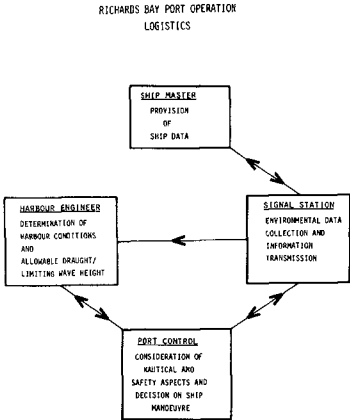 RICHARDS BAY PORT OPERATION
LOGISTICS
SHIP MASTER
PROVISION
OF
SHIP DATA
HARBOUR ENGINEER
DETERMINATION OF
HARBOUR CONDITIONS
AND
ALLOWABLE DRAUGHT/
LIMITING WAVE HEIGHT
SIGNAL STATION
ENVIRONMENTAL DATA
COLLECTION AND
INFORMATION
TRANSMISSION
PORT CONTROL
CONSIDERATION OF
NAUTICAL AND
SAFETY ASPECTS AND
DECISION ON SHIP
MANOEUVRE